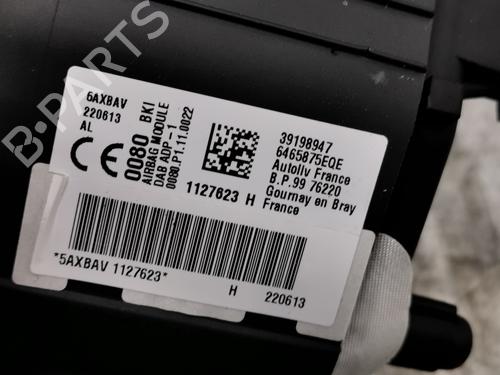 6AXBAV
220613
AL
CE 0080 BKI
AIRBAG MODULE
DAB ADP-1
0080.P1.11.0022
1127623 H
39198947
6465875EQE
Autoliv France
B.P.99 76220
Gournay en Bray
France
*5AXBAV 1127623*
H
220613
B-PARTS